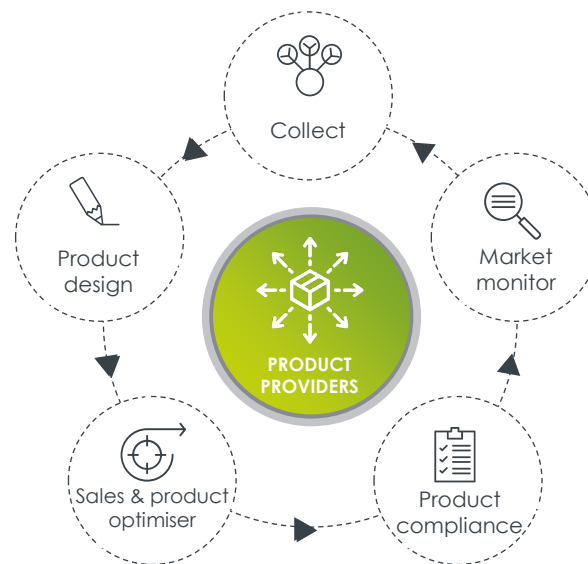 Collect
Product
design
Market
monitor
PRODUCT
PROVIDERS
Sales & product
optimiser
Product
compliance